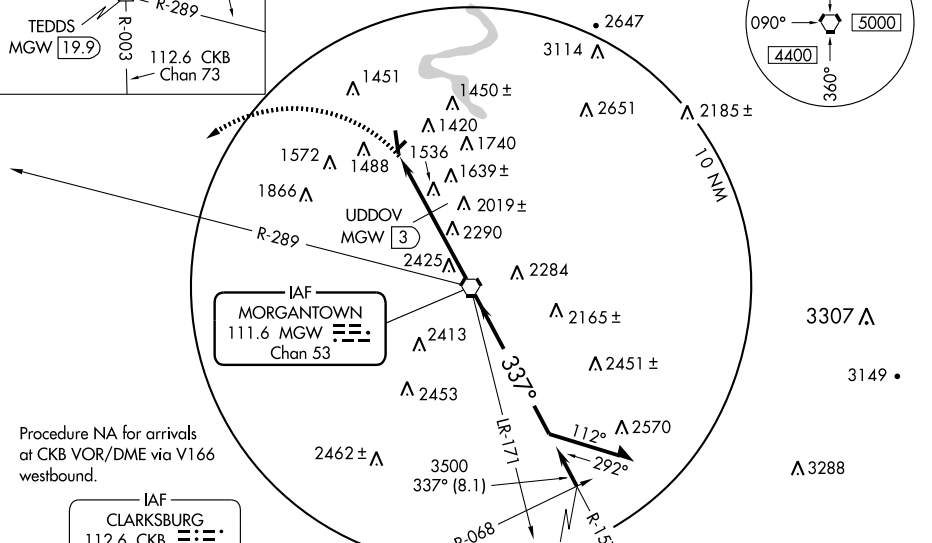 R-289
TEDDS
MGW 19.9
R-003
112.6 CKB
Chan 73
090°
5000
4400
360°
2647
3114
1451
1450 ±
2651
2185 ±
1420
1740
10 NM
1572
1488
1536
1639 ±
1866
2019 ±
UDDOV
MGW 3
2290
R-289
2425
2284
IAF
MORGANTOWN
111.6 MGW
Chan 53
2165 ±
3307
2413
337°
2451 ±
3149
2453
LR-171
2570
112°
292°
Procedure NA for arrivals
at CKB VOR/DME via V166
westbound.
2462 ±
3500
337° (8.1)
3288
IAF
CLARKSBURG
112.6 CKB
R-068